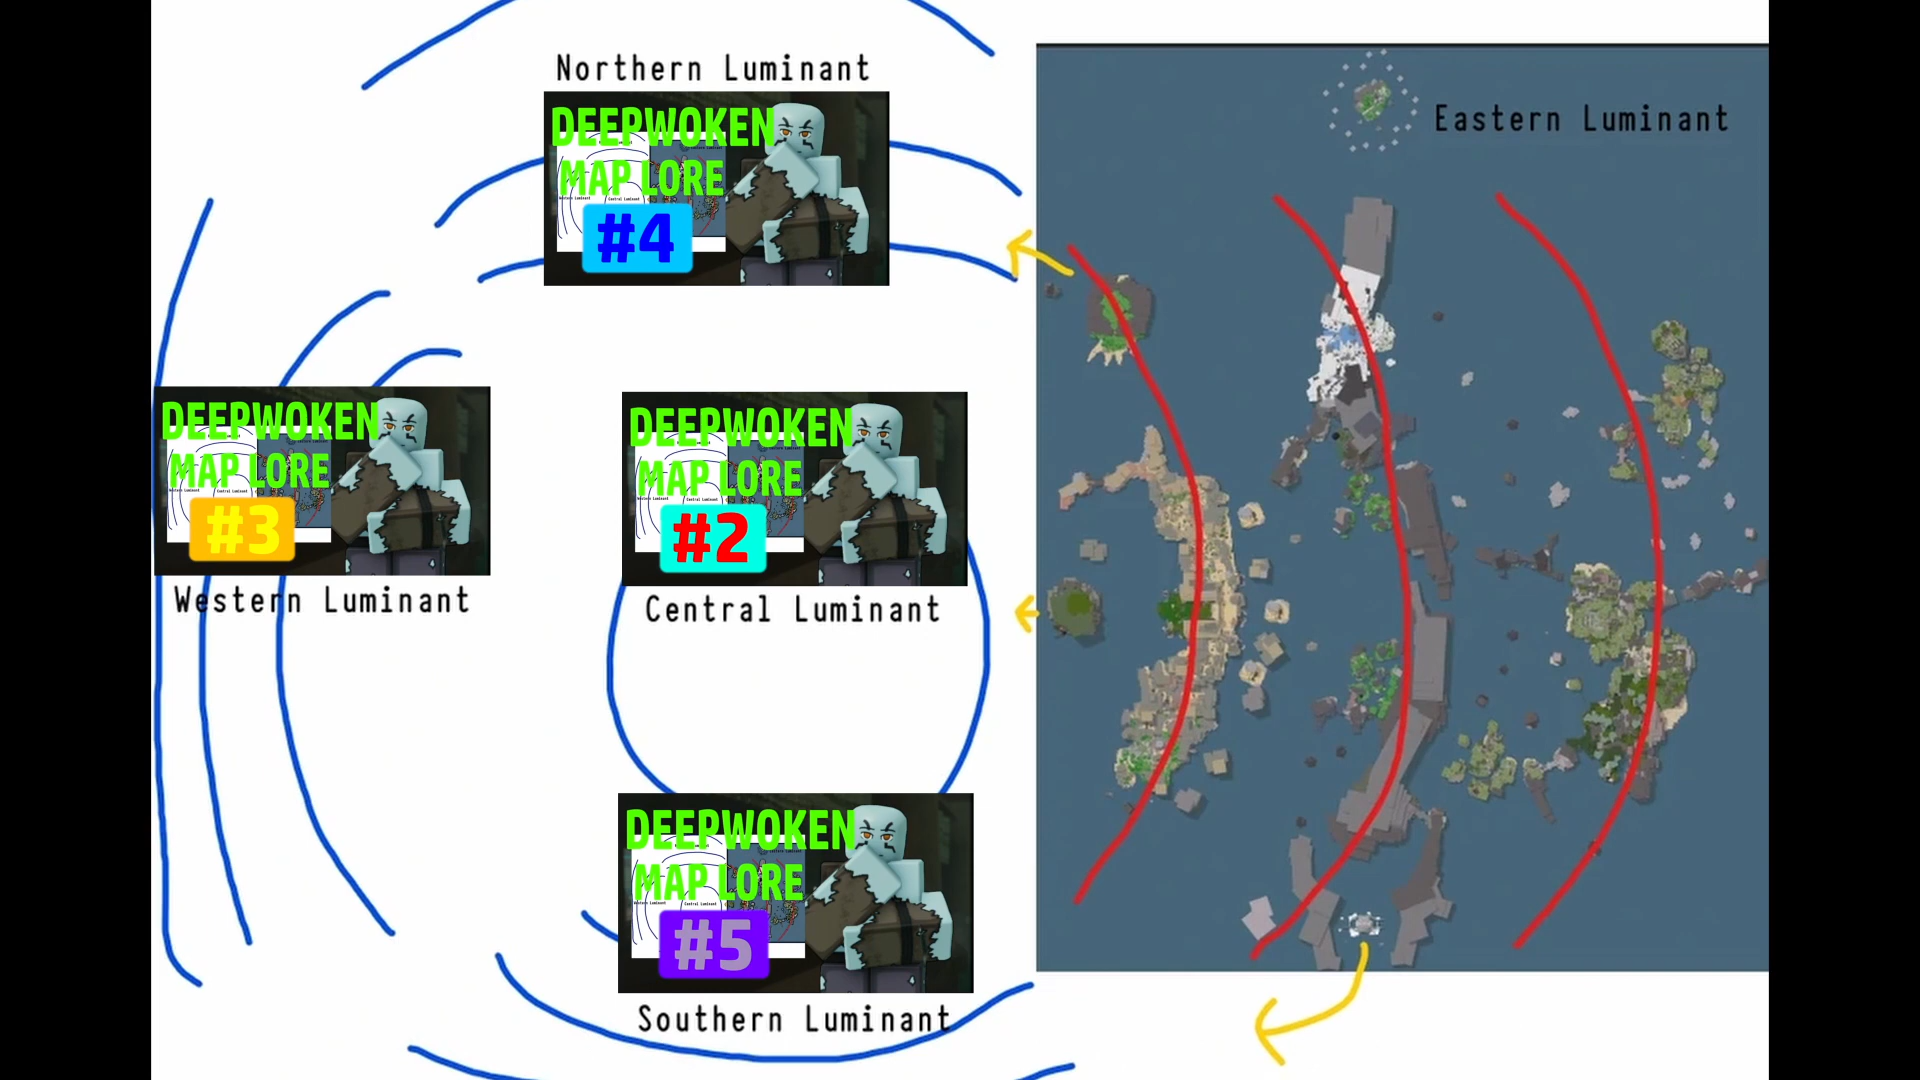 Northern Luminant
DEEPWOKEN
MAP LORE
#4
Eastern Luminant
DEEPWOKEN
MAP LORE
#3
Western Luminant
DEEPWOKEN
MAP LORE
#2
Central Luminant
DEEPWOKEN
MAP LORE
#5
Southern Luminant